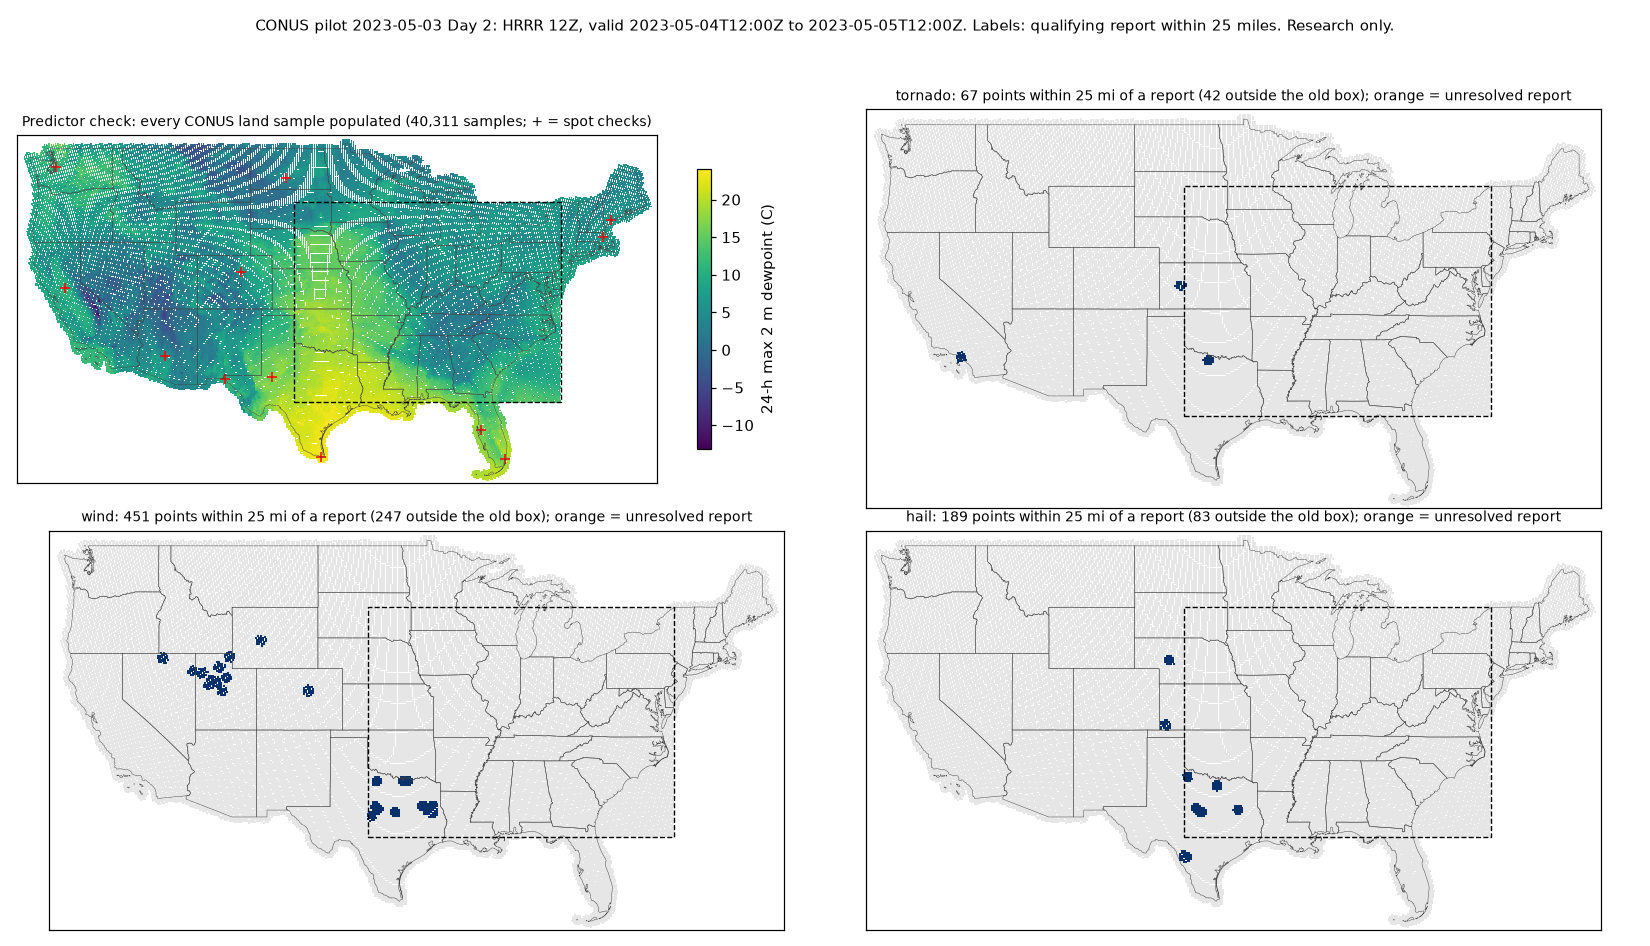 CONUS pilot 2023-05-03 Day 2: HRRR 12Z, valid 2023-05-04T12:00Z to 2023-05-05T12:00Z. Labels: qualifying report within 25 miles. Research only.
Predictor check: every CONUS land sample populated (40,311 samples; + = spot checks)
20
15
10
5
0
−5
−10
24-h max 2 m dewpoint (C)
tornado: 67 points within 25 mi of a report (42 outside the old box); orange = unresolved report
wind: 451 points within 25 mi of a report (247 outside the old box); orange = unresolved report
hail: 189 points within 25 mi of a report (83 outside the old box); orange = unresolved report